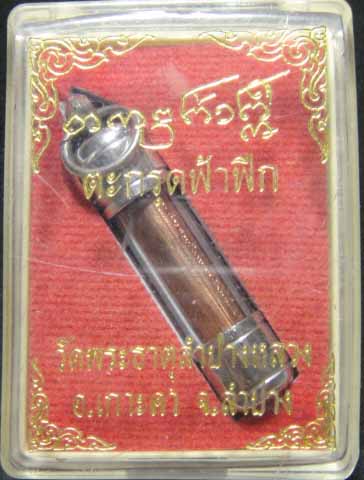 ตะกรุดฟ้าฟีก
วัดพระธาตุลำปางหลวง
อ.เกาะคา จ.ลำปาง